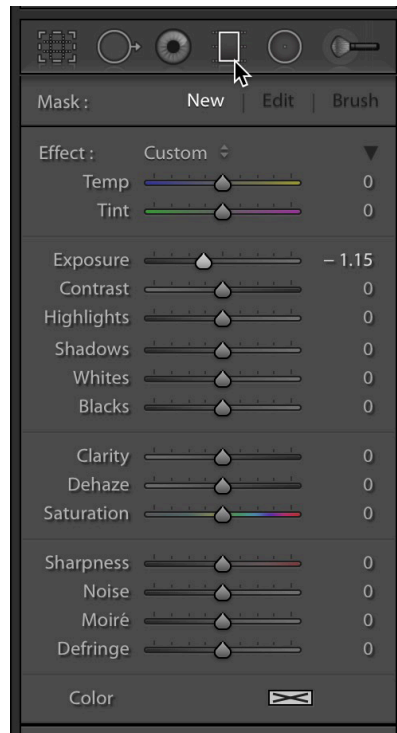 Mask : New | Edit | Brush
Effect : Custom
Temp 0
Tint 0
Exposure – 1.15
Contrast 0
Highlights 0
Shadows 0
Whites 0
Blacks 0
Clarity 0
Dehaze 0
Saturation 0
Sharpness 0
Noise 0
Moiré 0
Defringe 0
Color